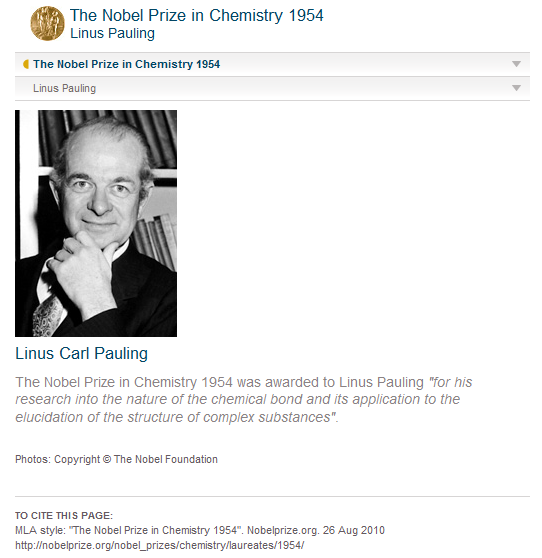 The Nobel Prize in Chemistry 1954
Linus Pauling
The Nobel Prize in Chemistry 1954
Linus Pauling
Linus Carl Pauling
The Nobel Prize in Chemistry 1954 was awarded to Linus Pauling "for his
research into the nature of the chemical bond and its application to the
elucidation of the structure of complex substances".
Photos: Copyright © The Nobel Foundation
TO CITE THIS PAGE:
MLA style: "The Nobel Prize in Chemistry 1954". Nobelprize.org. 26 Aug 2010
http://nobelprize.org/nobel_prizes/chemistry/laureates/1954/